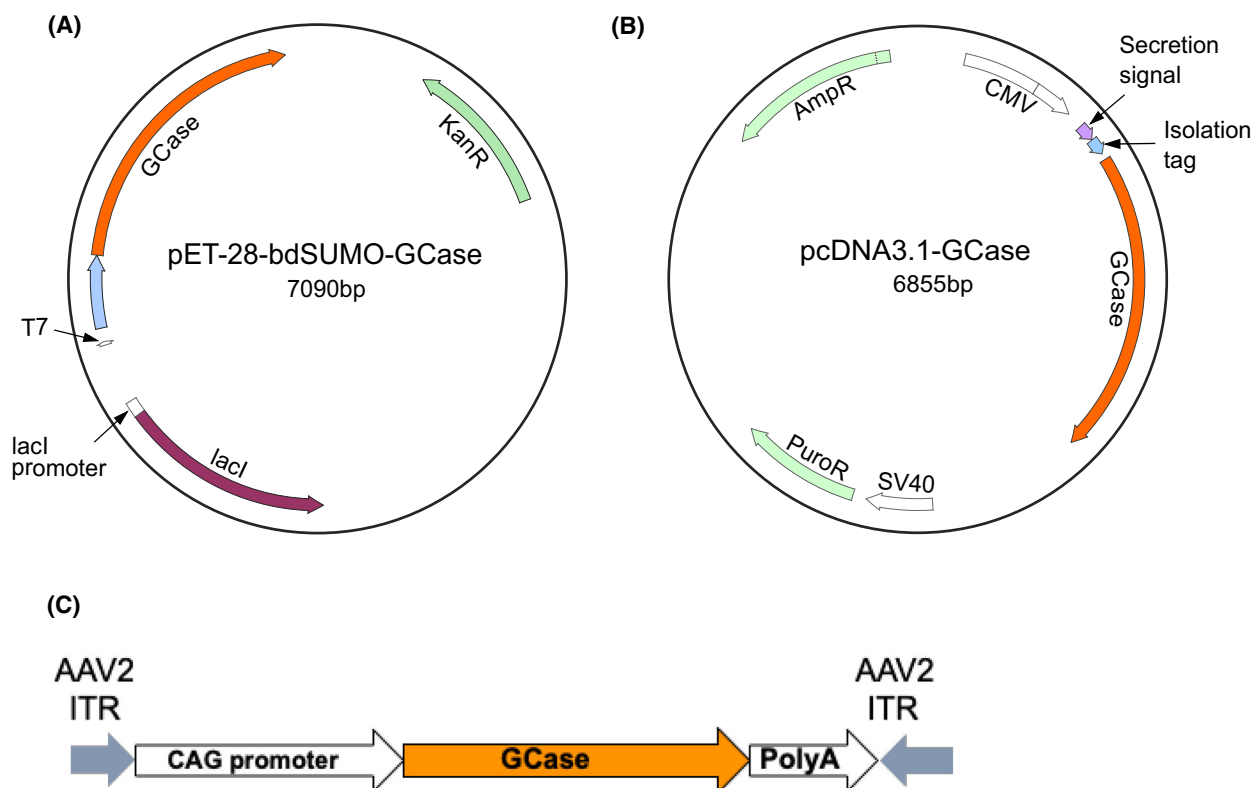 (A)
GCase
KanR
pET-28-bdSUMO-GCase
7090bp
T7
lacI
promoter
lacI
(B)
Secretion
signal
AmpR
CMV
Isolation
tag
pcDNA3.1-GCase
6855bp
GCase
PuroR
SV40
(C)
AAV2
ITR
AAV2
ITR
CAG promoter
GCase
PolyA